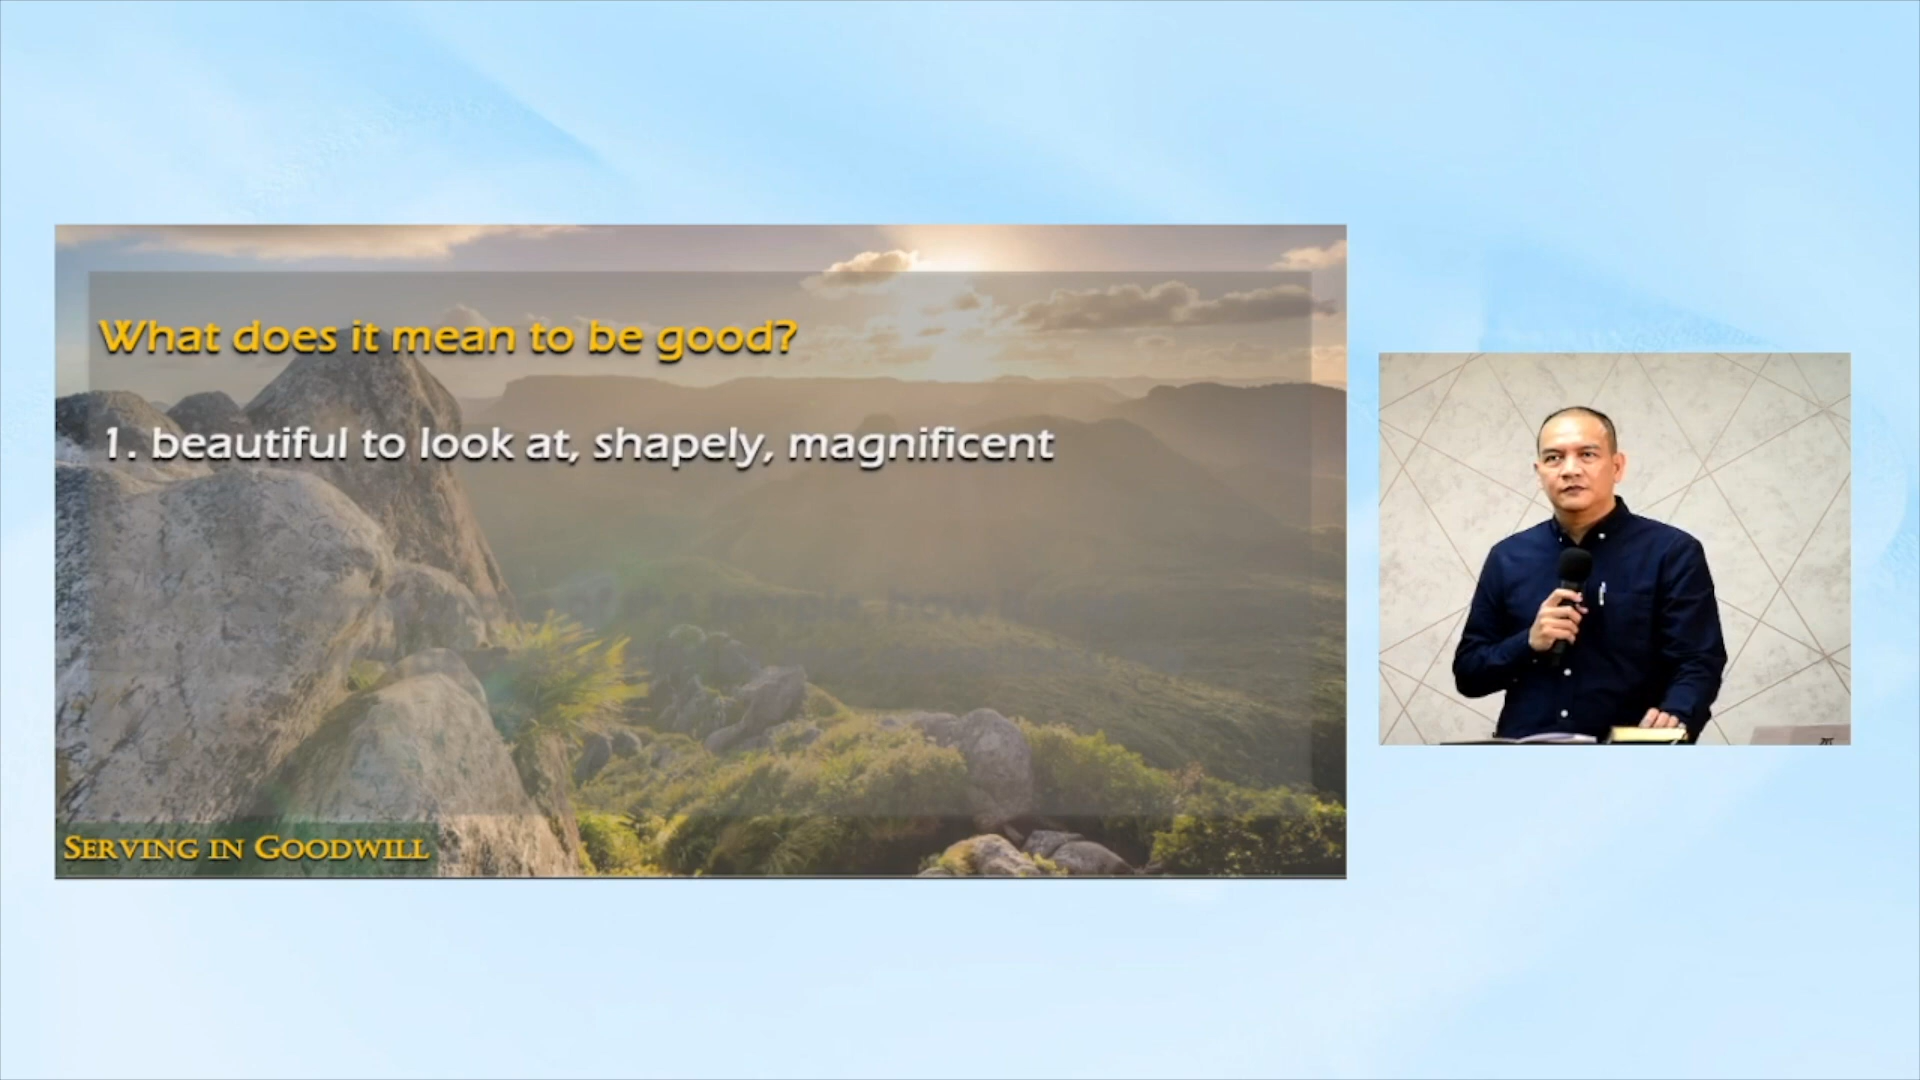 What does it mean to be good?
1. beautiful to look at, shapely, magnificent
SERVING IN GOODWILL